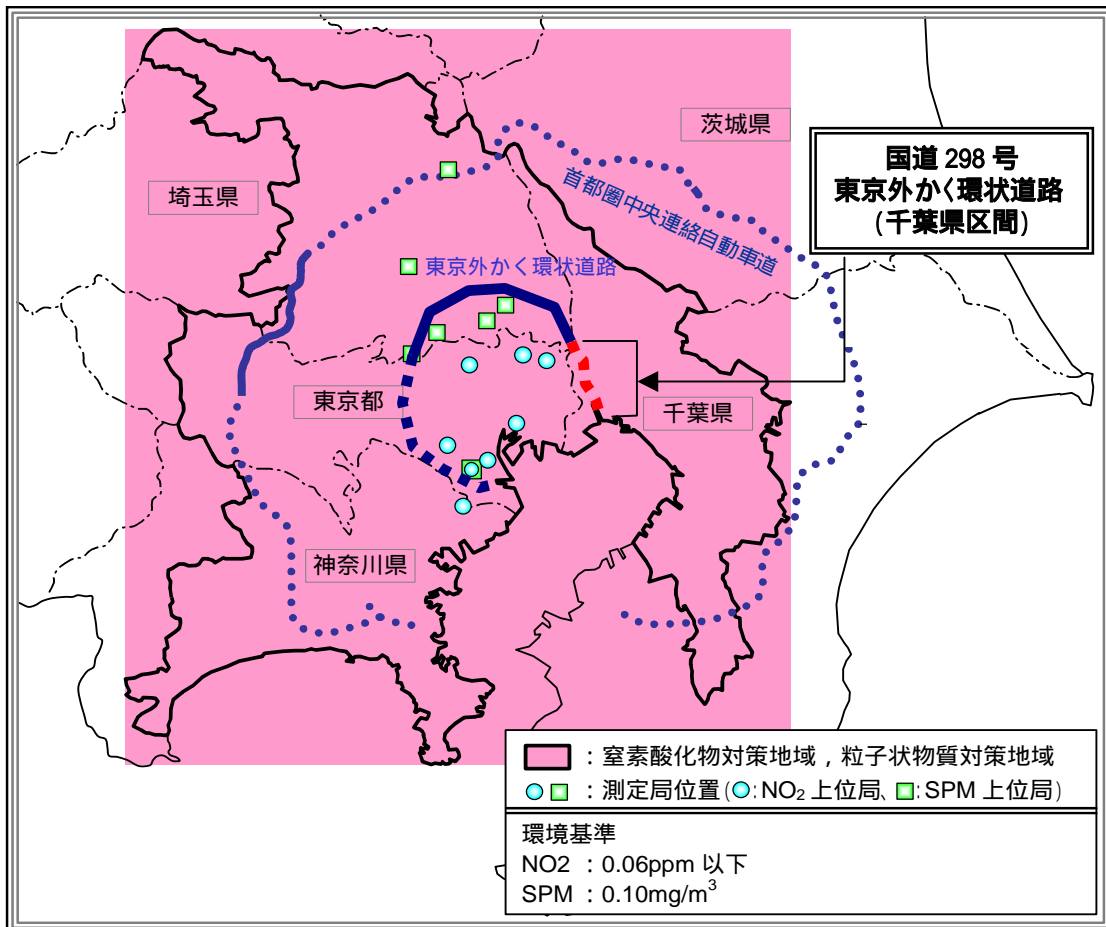 茨城県
国道 298 号
東京外かく環状道路
(千葉県区間)
埼玉県
首都圏中央連絡自動車道
東京外かく環状道路
東京都
千葉県
神奈川県
：窒素酸化物対策地域，粒子状物質対策地域
：測定局位置(　:NO₂ 上位局、　:SPM 上位局)
環境基準
NO2 ：0.06ppm 以下
SPM ：0.10mg/m³